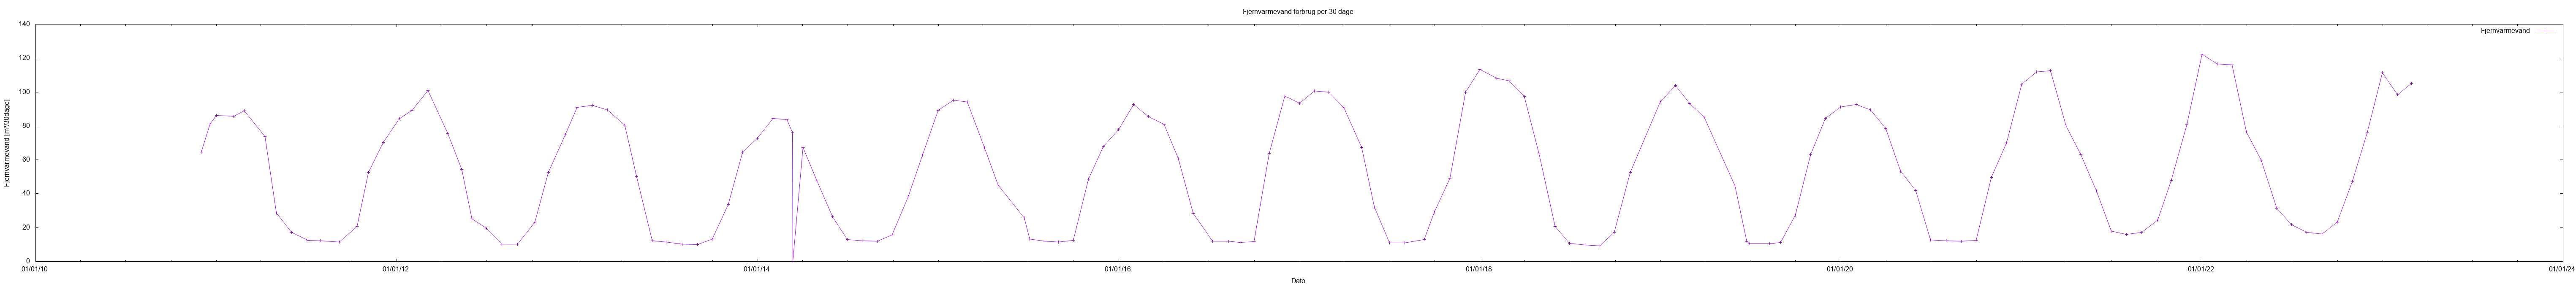 Fjernvarmevand forbrug per 30 dage
140
120
100
80
60
40
20
0
Fjernvarmevand [m³/30dage]
Fjernvarmevand
01/01/10 01/01/12 01/01/14 01/01/16 01/01/18 01/01/20 01/01/22 01/01/24
Dato